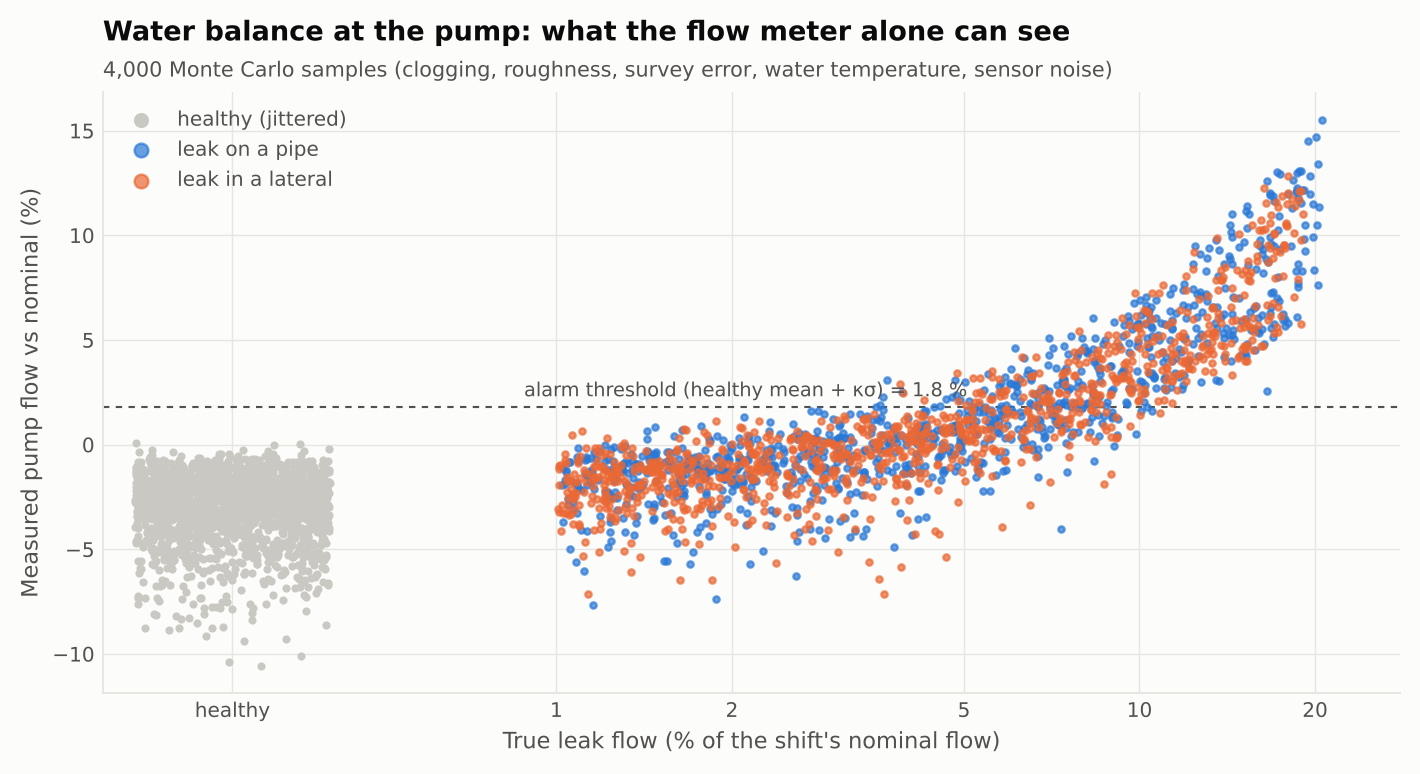 Water balance at the pump: what the flow meter alone can see
4,000 Monte Carlo samples (clogging, roughness, survey error, water temperature, sensor noise)
healthy (jittered)
leak on a pipe
leak in a lateral
Measured pump flow vs nominal (%)
15
10
5
0
−5
−10
alarm threshold (healthy mean + κσ) = 1.8 %
healthy
1
2
5
10
20
True leak flow (% of the shift's nominal flow)